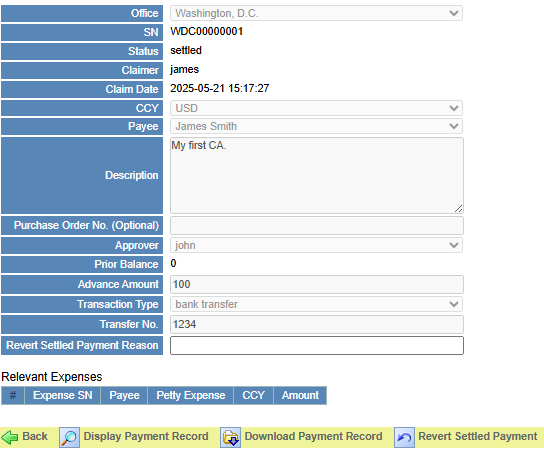 Office Washington, D.C.
SN WDC00000001
Status settled
Claimer james
Claim Date 2025-05-21 15:17:27
CCY USD
Payee James Smith
Description My first CA.
Purchase Order No. (Optional)
Approver john
Prior Balance 0
Advance Amount 100
Transaction Type bank transfer
Transfer No. 1234
Revert Settled Payment Reason
Relevant Expenses
# Expense SN Payee Petty Expense CCY Amount
Back Display Payment Record Download Payment Record Revert Settled Payment